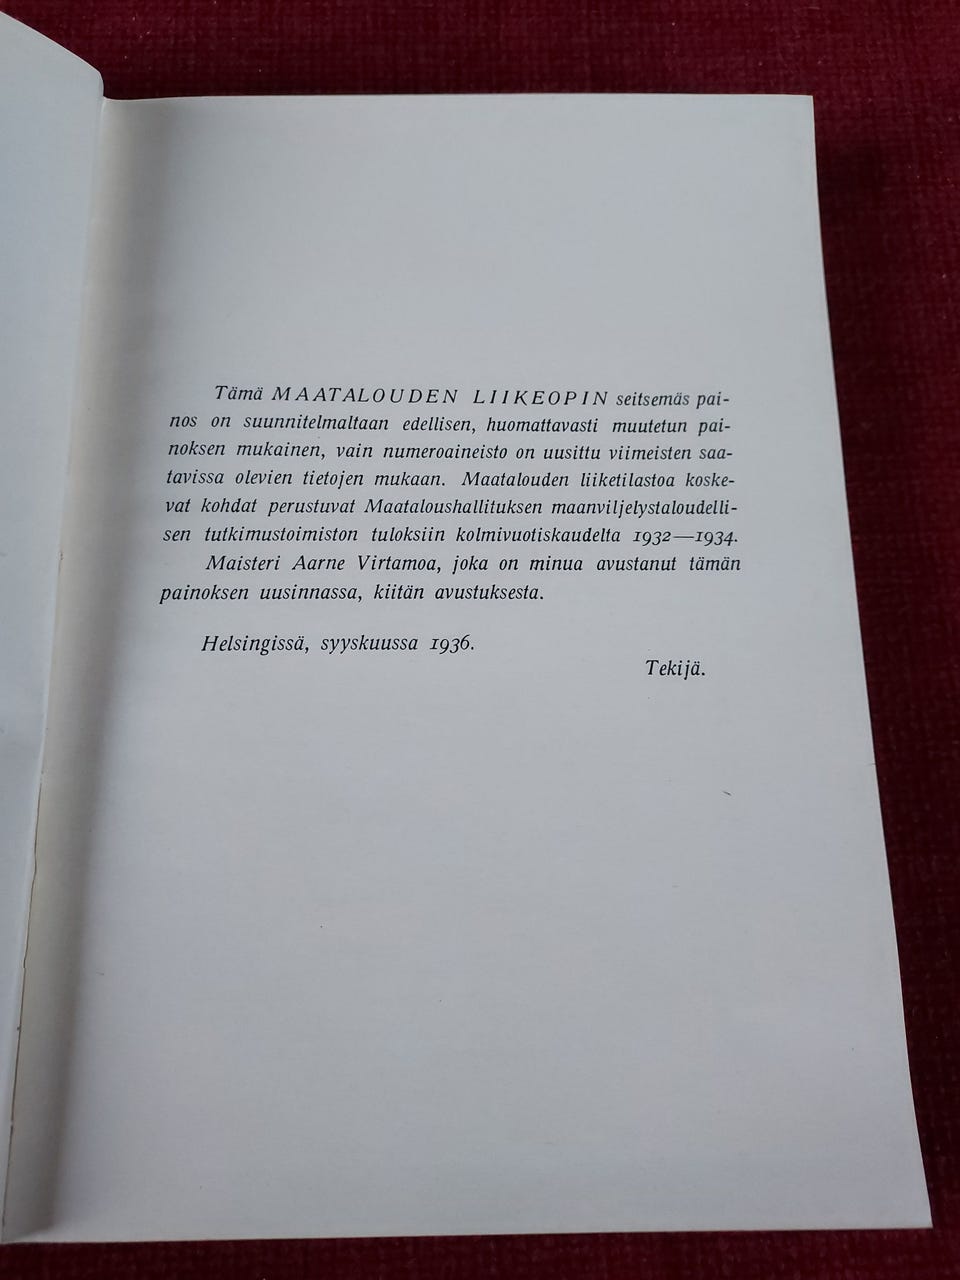 Tämä MAATALOUDEN LIIKEOPIN seitsemäs pai-
nos on suunnitelmaltaan edellisen, huomattavasti muutetun pai-
noksen mukainen, vain numeroaineisto on uusittu viimeisten saa-
tavissa olevien tietojen mukaan. Maatalouden liiketilastoa koske-
vat kohdat perustuvat Maataloushallituksen maanviljelystaloudelli-
sen tutkimustoimiston tuloksiin kolmivuotiskaudelta 1932—1934.
Maisteri Aarne Virtamoa, joka on minua avustanut tämän
painoksen uusinnassa, kiitän avustuksesta.
Helsingissä, syyskuussa 1936.
Tekijä.